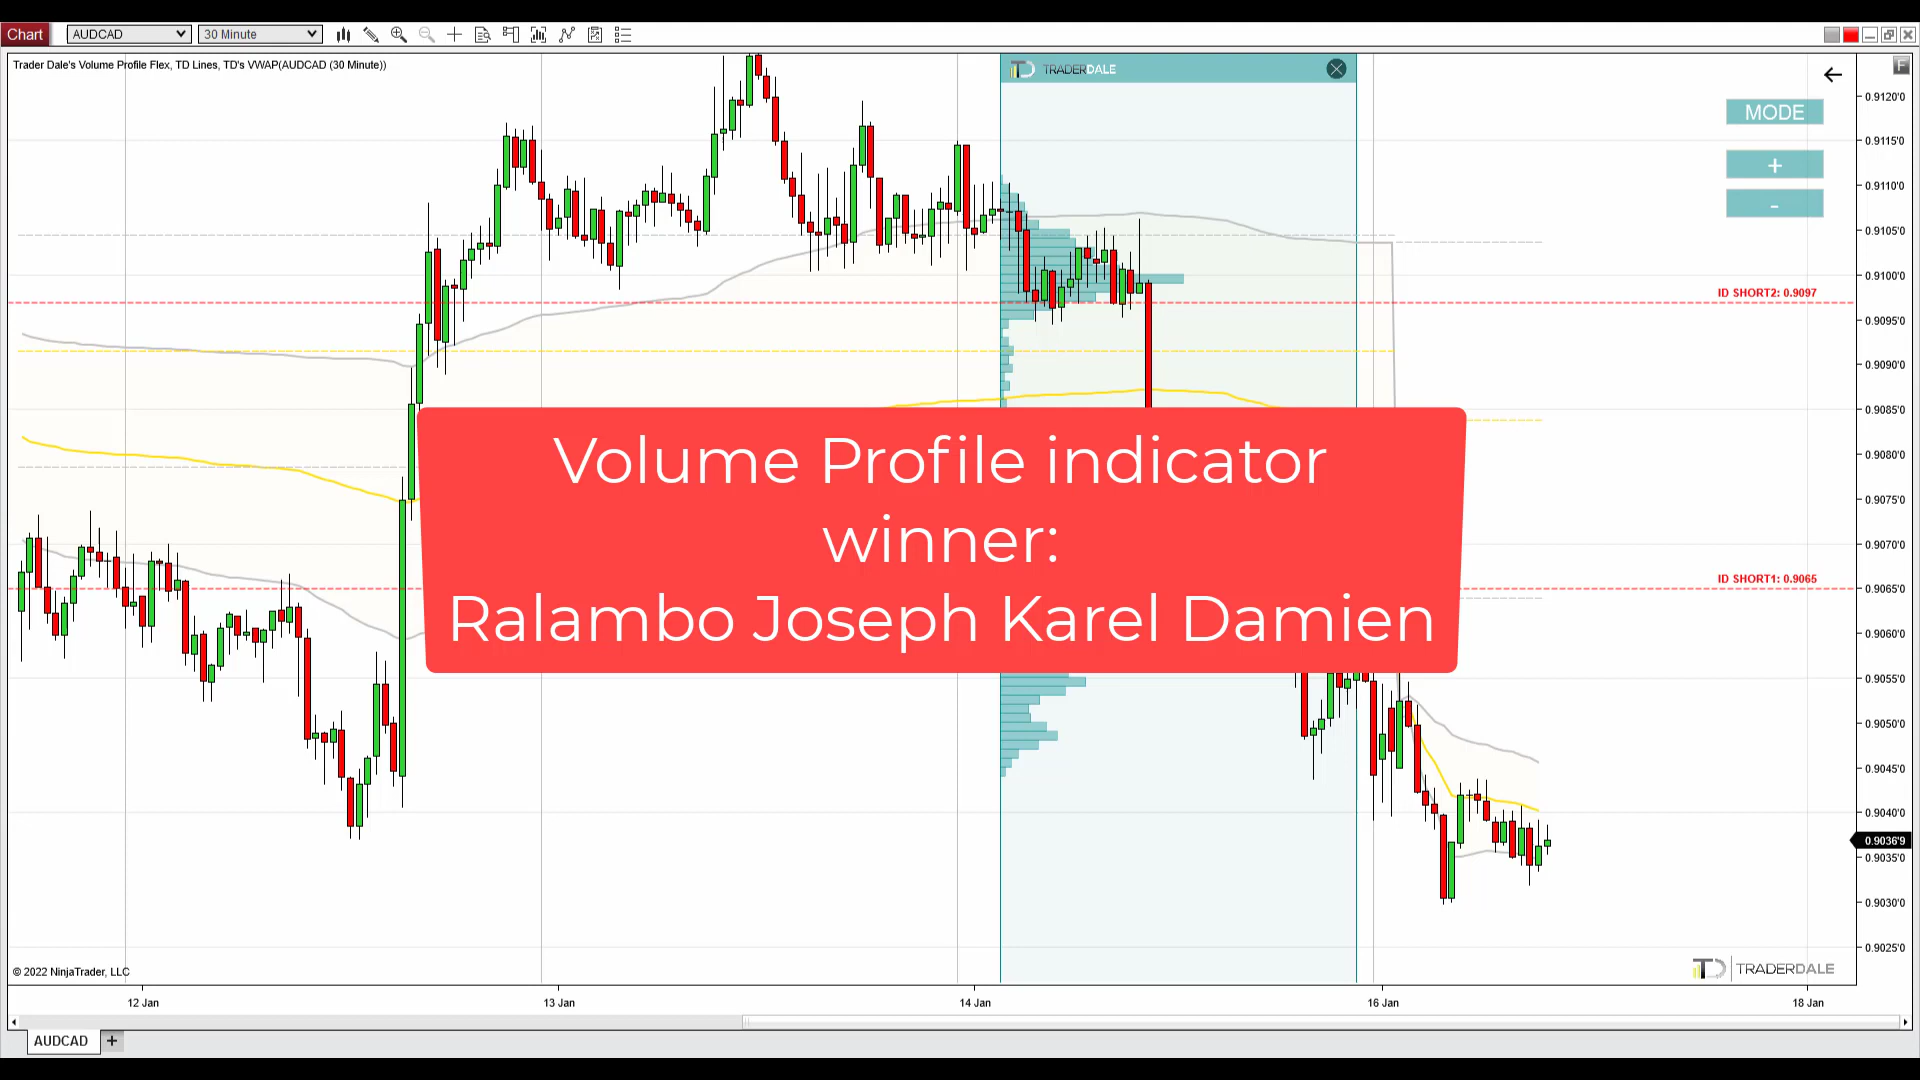 Chart
AUDCAD
30 Minute
Trader Dale's Volume Profile Flex, TD Lines, TD's VWAP(AUDCAD (30 Minute))
TRADERDALE
F
MODE
+
-
0.9120'0
0.9115'0
0.9110'0
0.9105'0
0.9100'0
ID SHORT2: 0.9097
0.9095'0
0.9090'0
0.9085'0
0.9080'0
0.9075'0
0.9070'0
ID SHORT1: 0.9065
0.9065'0
0.9060'0
0.9055'0
0.9050'0
0.9045'0
0.9040'0
0.9036'9
0.9035'0
0.9030'0
0.9025'0
Volume Profile indicator
winner:
Ralambo Joseph Karel Damien
© 2022 NinjaTrader, LLC
TD TRADERDALE
12 Jan
13 Jan
14 Jan
16 Jan
18 Jan
AUDCAD
+